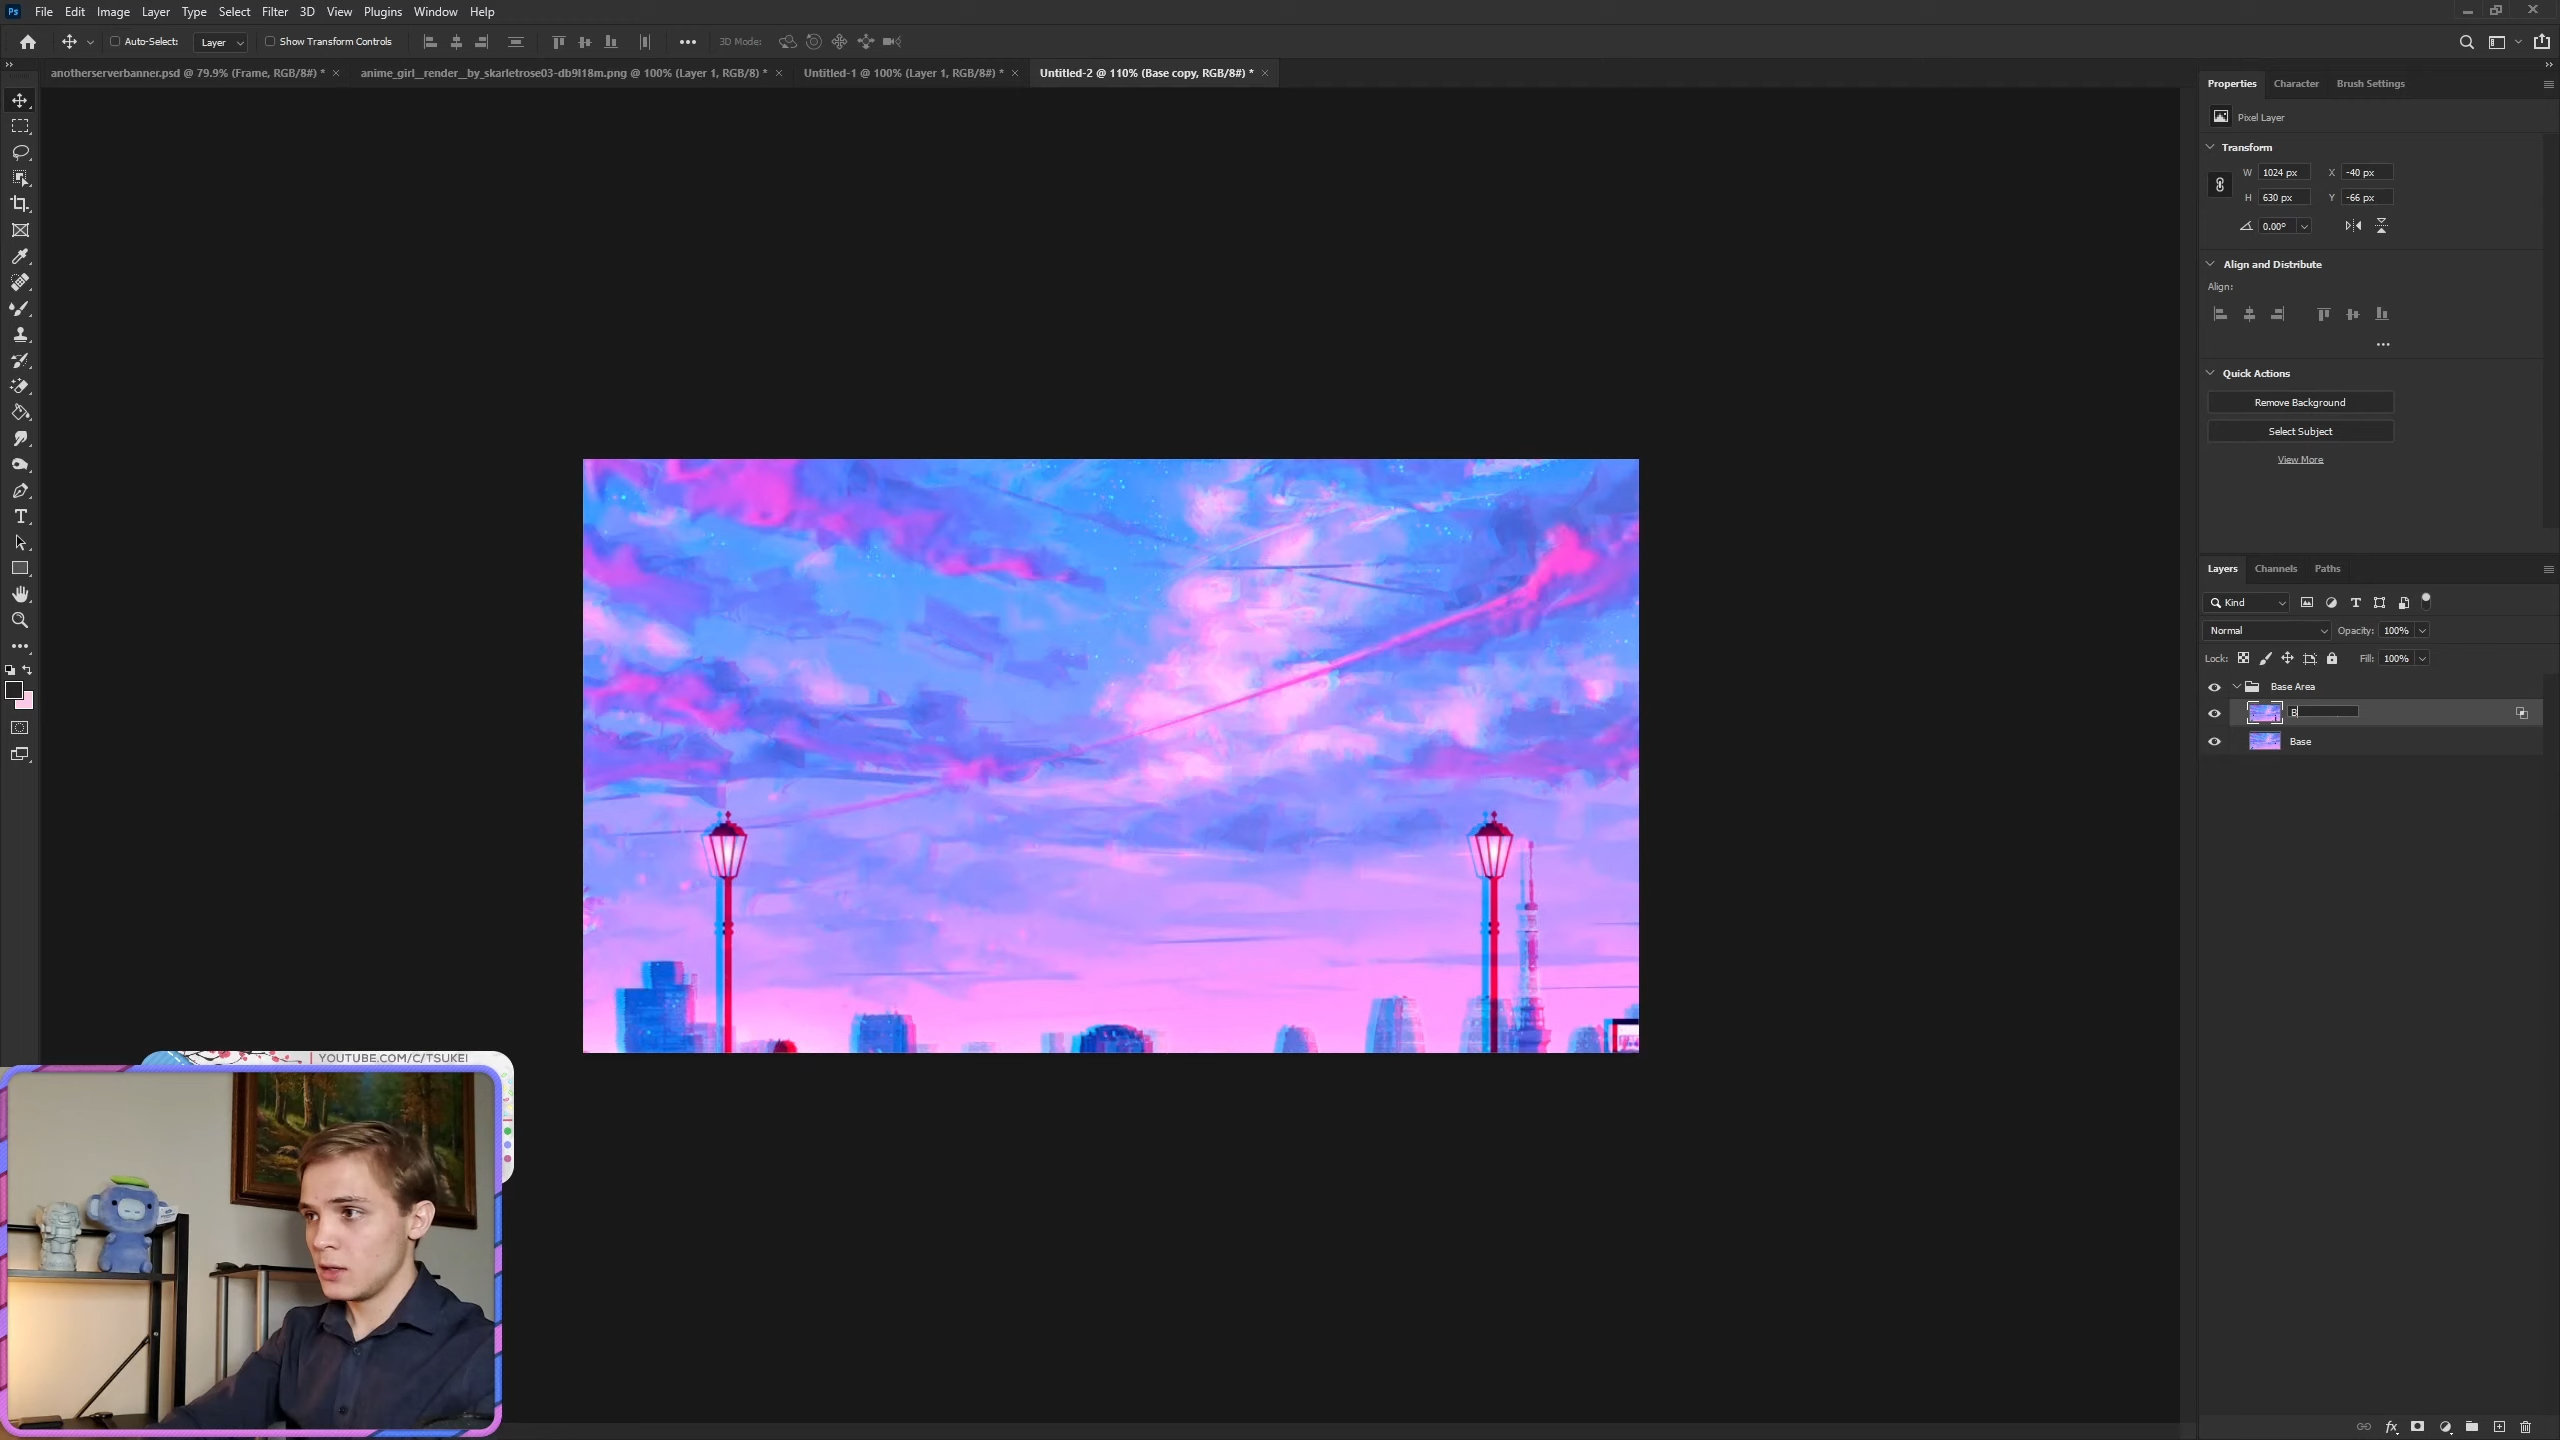 Ps File Edit Image Layer Type Select Filter 3D View Plugins Window Help
Auto-Select: Layer Show Transform Controls 3D Mode:
anotherserverbanner.psd @ 79.9% (Frame, RGB/8#) * anime_girl__render__by_skarletrose03-db9l18m.png @ 100% (Layer 1, RGB/8) * Untitled-1 @ 100% (Layer 1, RGB/8#) * Untitled-2 @ 110% (Base copy, RGB/8#) *
Properties Character Brush Settings
Pixel Layer
Transform
W 1024 px X -40 px
H 630 px Y -66 px
0.00°
Align and Distribute
Align:
Quick Actions
Remove Background
Select Subject
View More
Layers Channels Paths
Kind
Normal Opacity: 100%
Lock: Fill: 100%
Base Area
B
Base
YOUTUBE.COM/C/TSUKEI
fx